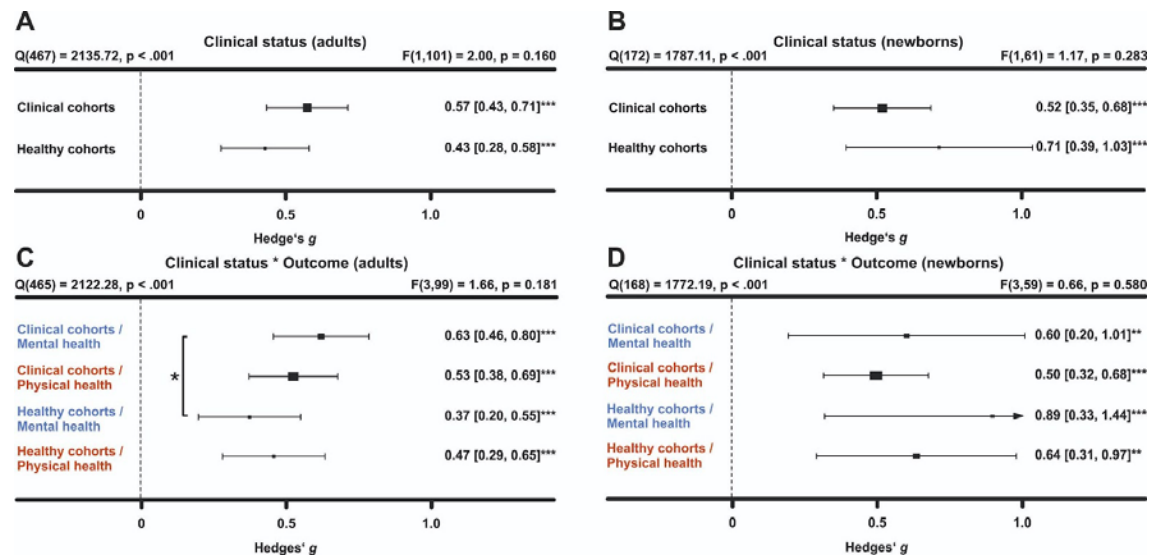 A
Clinical status (adults)
Q(467) = 2135.72, p < .001
F(1,101) = 2.00, p = 0.160
Clinical cohorts
0.57 [0.43, 0.71]***
Healthy cohorts
0.43 [0.28, 0.58]***
0
0.5
1.0
Hedge‘s g
B
Clinical status (newborns)
Q(172) = 1787.11, p < .001
F(1,61) = 1.17, p = 0.283
Clinical cohorts
0.52 [0.35, 0.68]***
Healthy cohorts
0.71 [0.39, 1.03]***
0
0.5
1.0
Hedge‘s g
C
Clinical status * Outcome (adults)
Q(465) = 2122.28, p < .001
F(3,99) = 1.66, p = 0.181
Clinical cohorts /
Mental health
0.63 [0.46, 0.80]***
Clinical cohorts /
Physical health
0.53 [0.38, 0.69]***
*
Healthy cohorts /
Mental health
0.37 [0.20, 0.55]***
Healthy cohorts /
Physical health
0.47 [0.29, 0.65]***
0
0.5
1.0
Hedges‘ g
D
Clinical status * Outcome (newborns)
Q(168) = 1772.19, p < .001
F(3,59) = 0.66, p = 0.580
Clinical cohorts /
Mental health
0.60 [0.20, 1.01]**
Clinical cohorts /
Physical health
0.50 [0.32, 0.68]***
Healthy cohorts /
Mental health
0.89 [0.33, 1.44]***
Healthy cohorts /
Physical health
0.64 [0.31, 0.97]**
0
0.5
1.0
Hedges‘ g